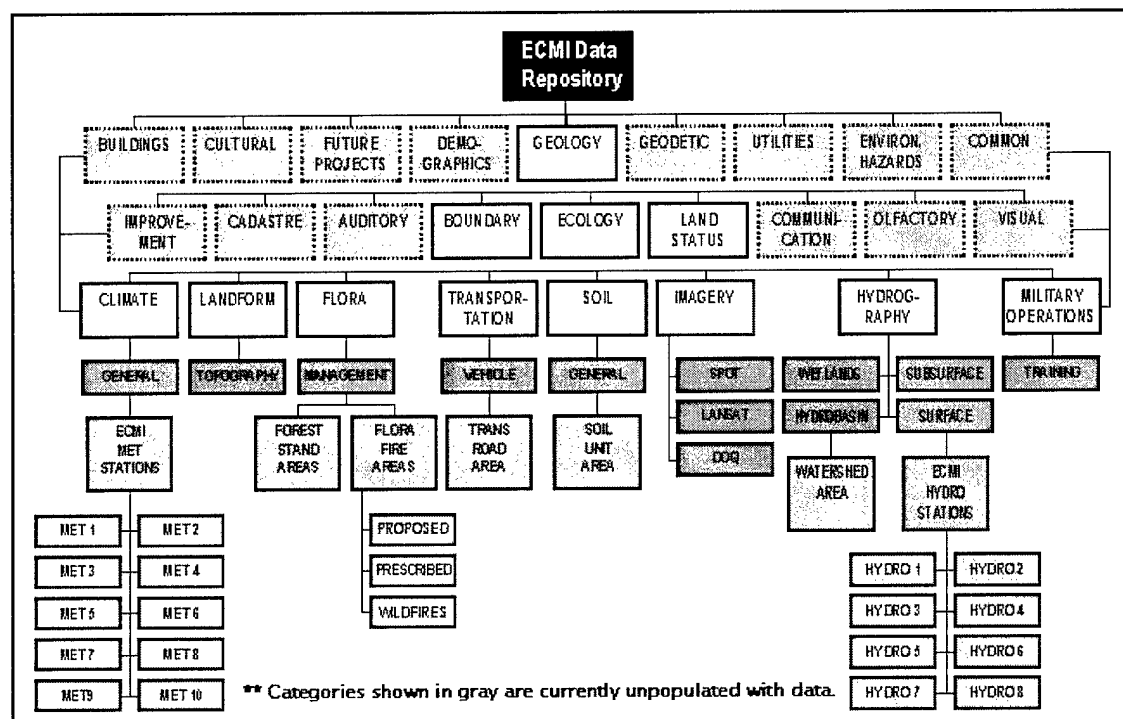 ECMI Data
Repository
BUILDINGS
CULTURAL
FUTURE
PROJECTS
DEMO-
GRAPHICS
GEOLOGY
GEODETIC
UTILITIES
ENVIRON.
HAZARDS
COMMON
IMPROVE-
MENT
CADASTRE
AUDITORY
BOUNDARY
ECOLOGY
LAND
STATUS
COMMUNI-
CATION
OLFACTORY
VISUAL
CLIMATE
LANDFORM
FLORA
TRANSPOR-
TATION
SOIL
IMAGERY
HYDROG-
RAPHY
MILITARY
OPERATIONS
GENERAL
TOPOGRAPHY
MANAGEMENT
VEHICLE
GENERAL
SPOT
WETLANDS
SUBSURFACE
TRAINING
LANSAT
HYDROBASIN
SURFACE
DOQ
ECMI
MET
STATIONS
FOREST
STAND
AREAS
FLORA
FIRE
AREAS
TRANS
ROAD
AREA
SOIL
UNIT
AREA
WATERSHED
AREA
ECMI
HYDRO
STATIONS
MET 1
MET 2
MET 3
MET 4
MET 5
MET 6
MET 7
MET 8
MET9
MET 10
PROPOSED
PRESCRIBED
WILDFIRES
HYDRO 1
HYDRO 2
HYDRO 3
HYDRO 4
HYDRO 5
HYDRO 6
HYDRO 7
HYDRO 8
** Categories shown in gray are currently unpopulated with data.